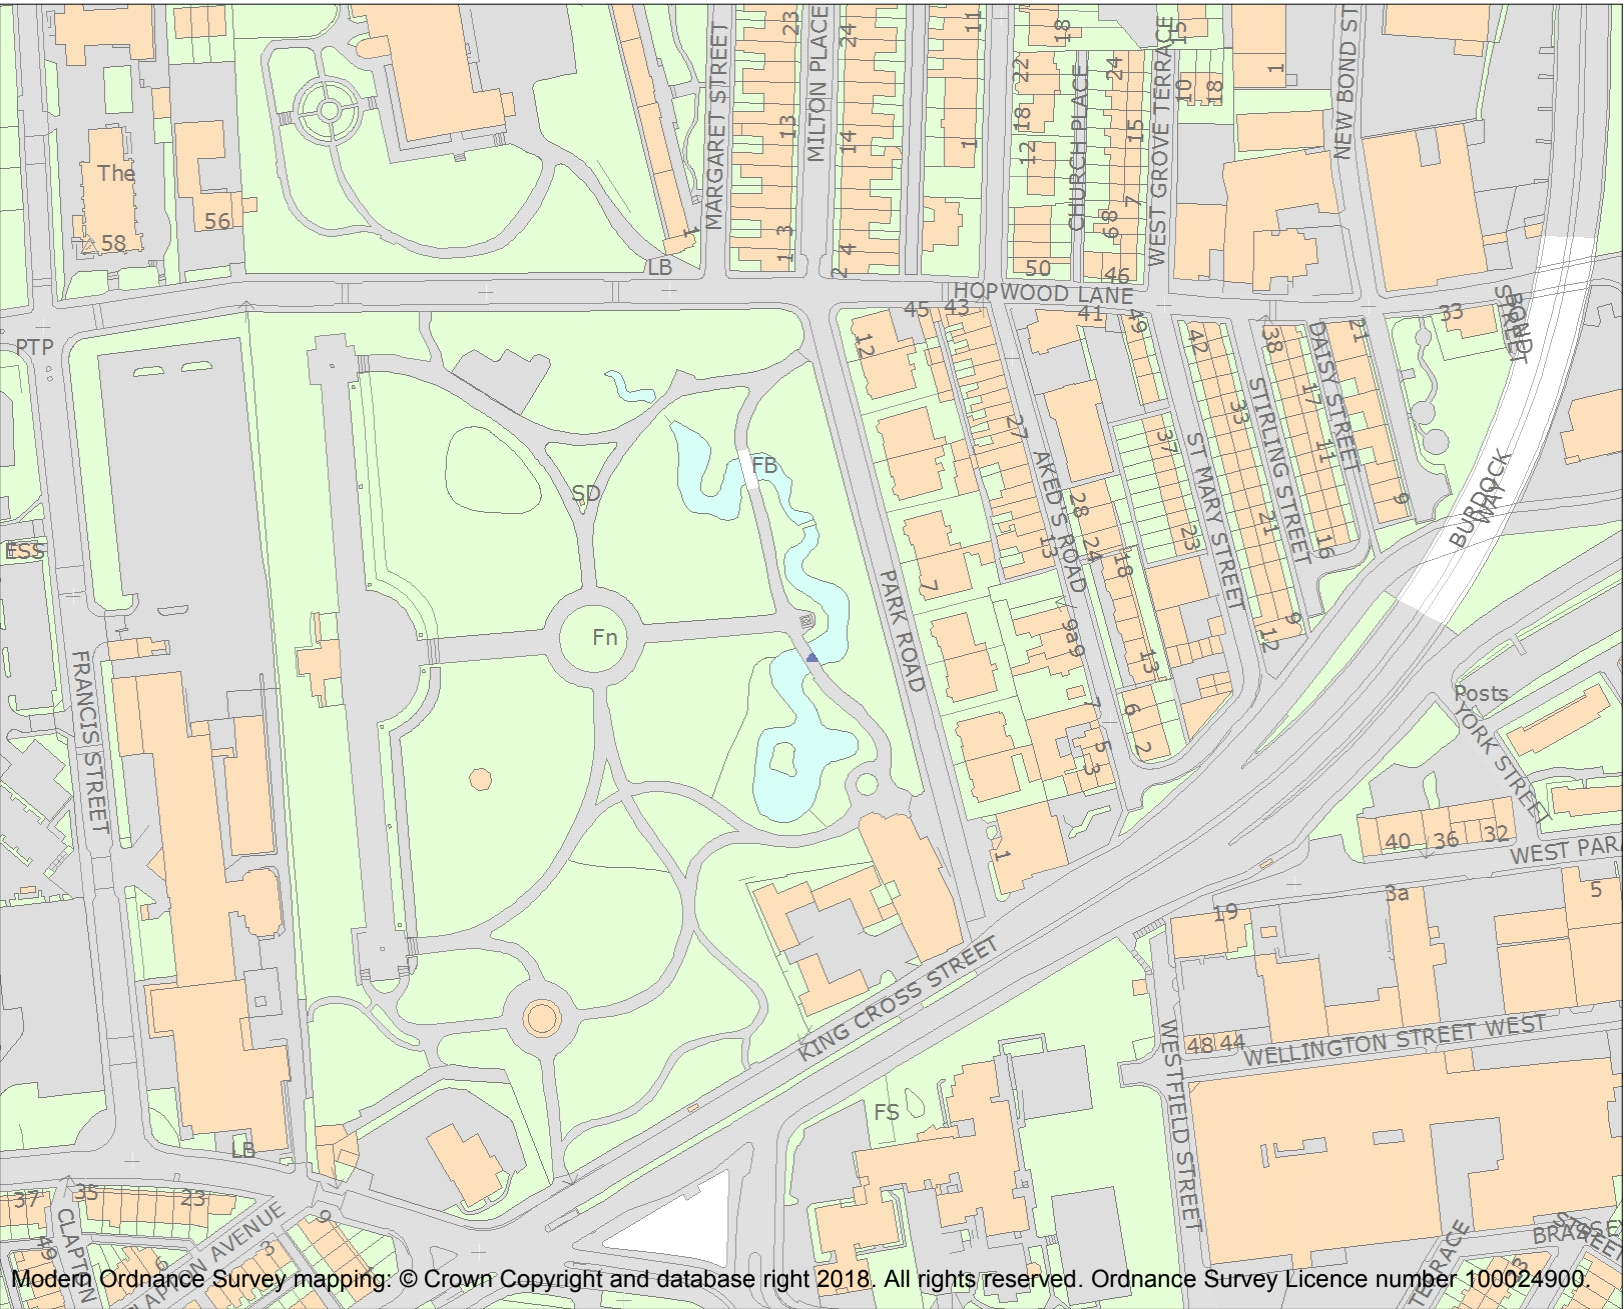 23
MILTON PLACE
24
11
18
WEST GROVE TERRACE
15
NEW BOND ST
MARGARET STREET
22
CHURCH PLACE
24
10
18
1
13
14
1
18
12
15
The
58
56
1
3
1
4
2
7
68
LB
50
46
HOPWOOD LANE
45
43
41
49
33
BOND STREET
PTP
12
42
38
DAISY STREET
21
17
STIRLING STREET
33
11
27
37
ST MARY STREET
AKED'S ROAD
FB
SD
28
24
23
21
16
9
BURDOCK WAY
ESS
13
18
7
PARK ROAD
Fn
9a9
13
9
12
FRANCIS STREET
7
6
5
3
2
Posts
YORK STREET
40
36
32
WEST PARA
1
19
3a
5
KING CROSS STREET
48
44
WELLINGTON STREET WEST
WESTFIELD STREET
FS
LB
37
35
23
CLAPTON
49
6
CLAPTON AVENUE
3
9
TERRACE
BRASSEY
STREET
33
Modern Ordnance Survey mapping: © Crown Copyright and database right 2018. All rights reserved. Ordnance Survey Licence number 100024900.